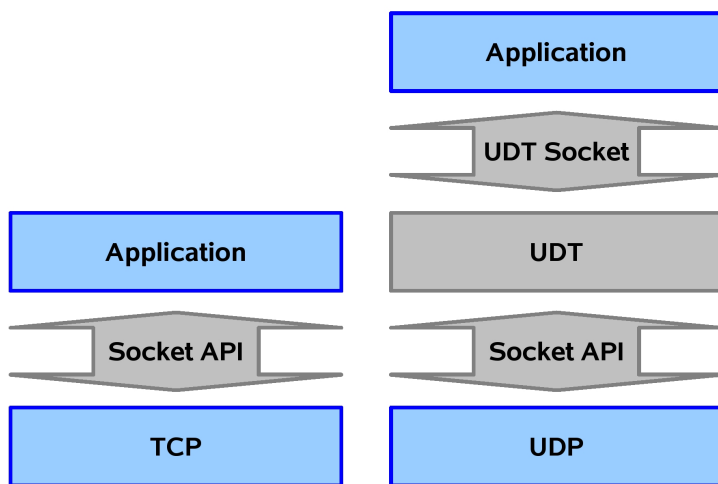 Application
UDT Socket
Application
UDT
Socket API
Socket API
TCP
UDP